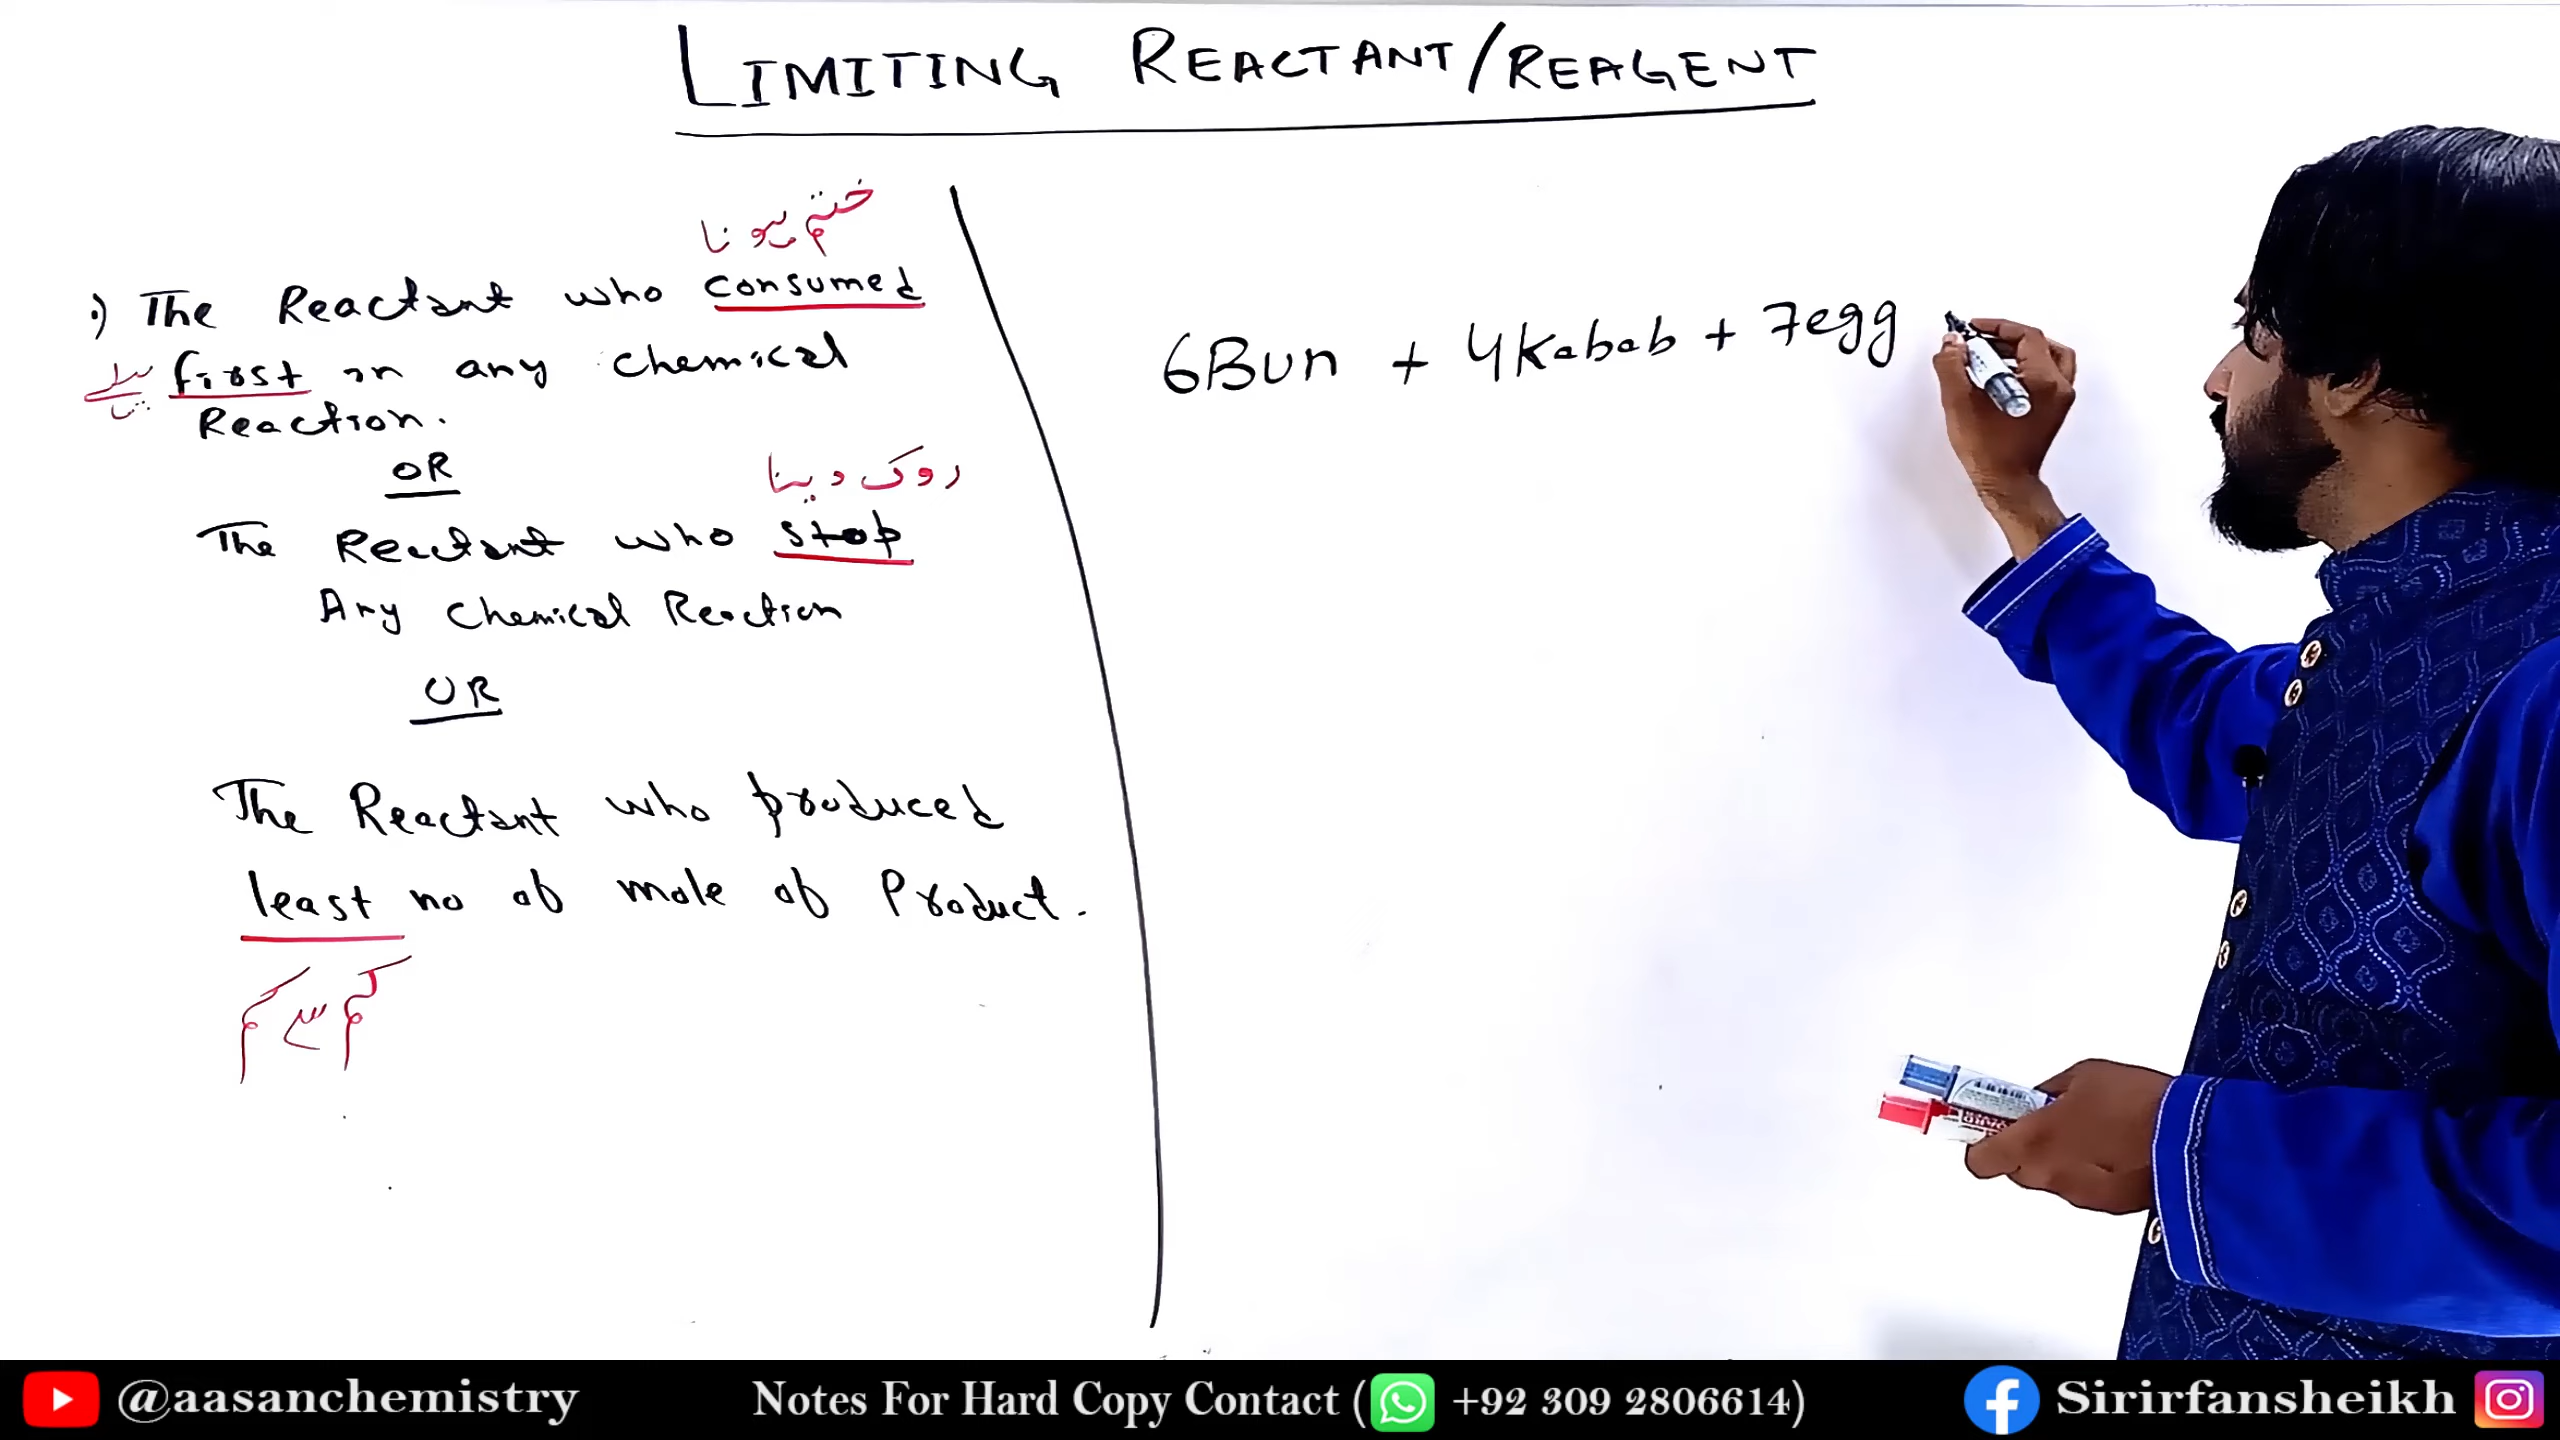 LIMITING REACTANT/REAGENT
ختم ہونا
•) The Reactant who consumed
پہلے first in any chemical
Reaction.
OR
روک دینا
The Reactant who stop
Any Chemical Reaction
OR
The Reactant who produced
least no of mole of Product.
کم سے کم
6Bun + 4Kabab + 7egg
@aasanchemistry
Notes For Hard Copy Contact ( +92 309 2806614)
Sirirfansheikh